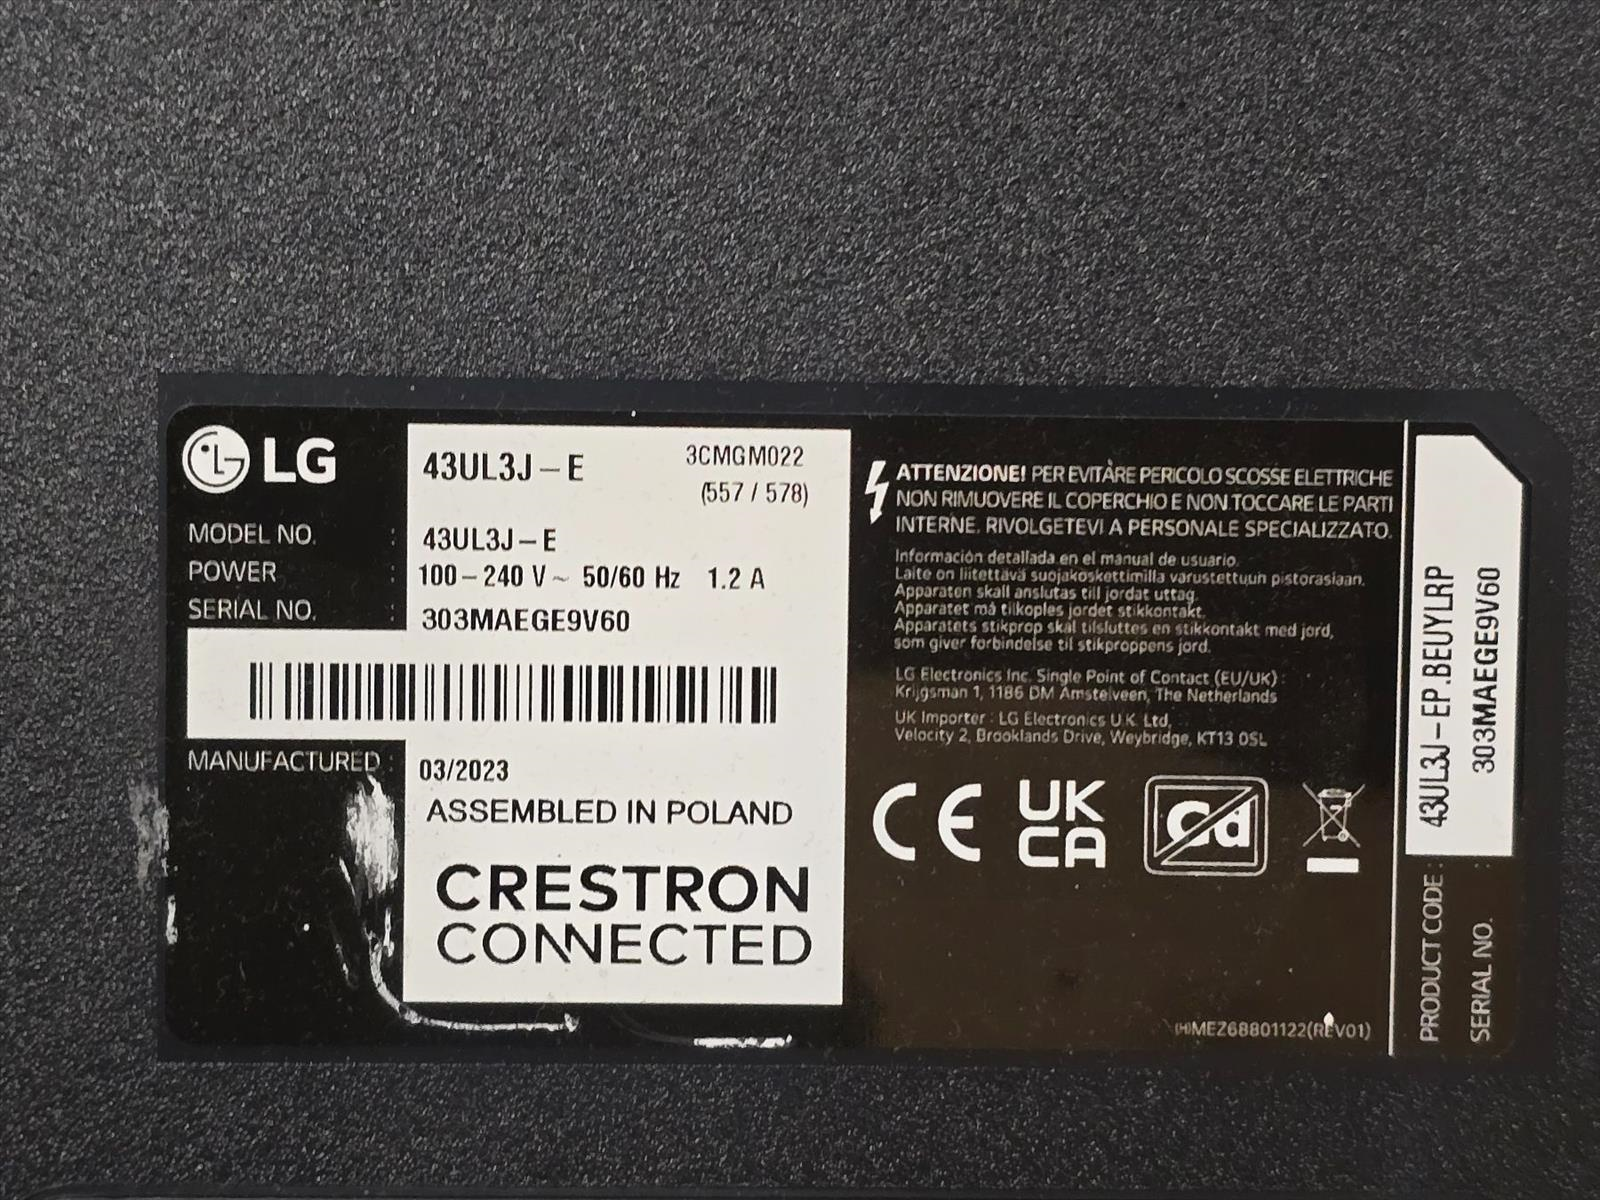 LG
43UL3J-E
3CMGM022
(557 / 578)
MODEL NO. : 43UL3J-E
POWER : 100-240 V~ 50/60 Hz 1.2 A
SERIAL NO. : 303MAEGE9V60
MANUFACTURED : 03/2023
ASSEMBLED IN POLAND
CRESTRON
CONNECTED
ATTENZIONE! PER EVITARE PERICOLO SCOSSE ELETTRICHE
NON RIMUOVERE IL COPERCHIO E NON TOCCARE LE PARTI
INTERNE. RIVOLGETEVI A PERSONALE SPECIALIZZATO.
Información detallada en el manual de usuario.
Laite on liitettävä suojakoskettimilla varustettuun pistorasiaan.
Apparaten skall anslutas till jordat uttag.
Apparatet må tilkoples jordet stikkontakt.
Apparatets stikprop skal tilsluttes en stikkontakt med jord,
som giver forbindelse til stikproppens jord.
LG Electronics Inc. Single Point of Contact (EU/UK) :
Krijgsman 1, 1186 DM Amstelveen, The Netherlands
UK Importer : LG Electronics U.K. Ltd,
Velocity 2, Brooklands Drive, Weybridge, KT13 0SL
CE
UK
CA
Cd
(H)MEZ68801122(REV01)
PRODUCT CODE : 43UL3J-EP.BEUYLRP
SERIAL NO. : 303MAEGE9V60